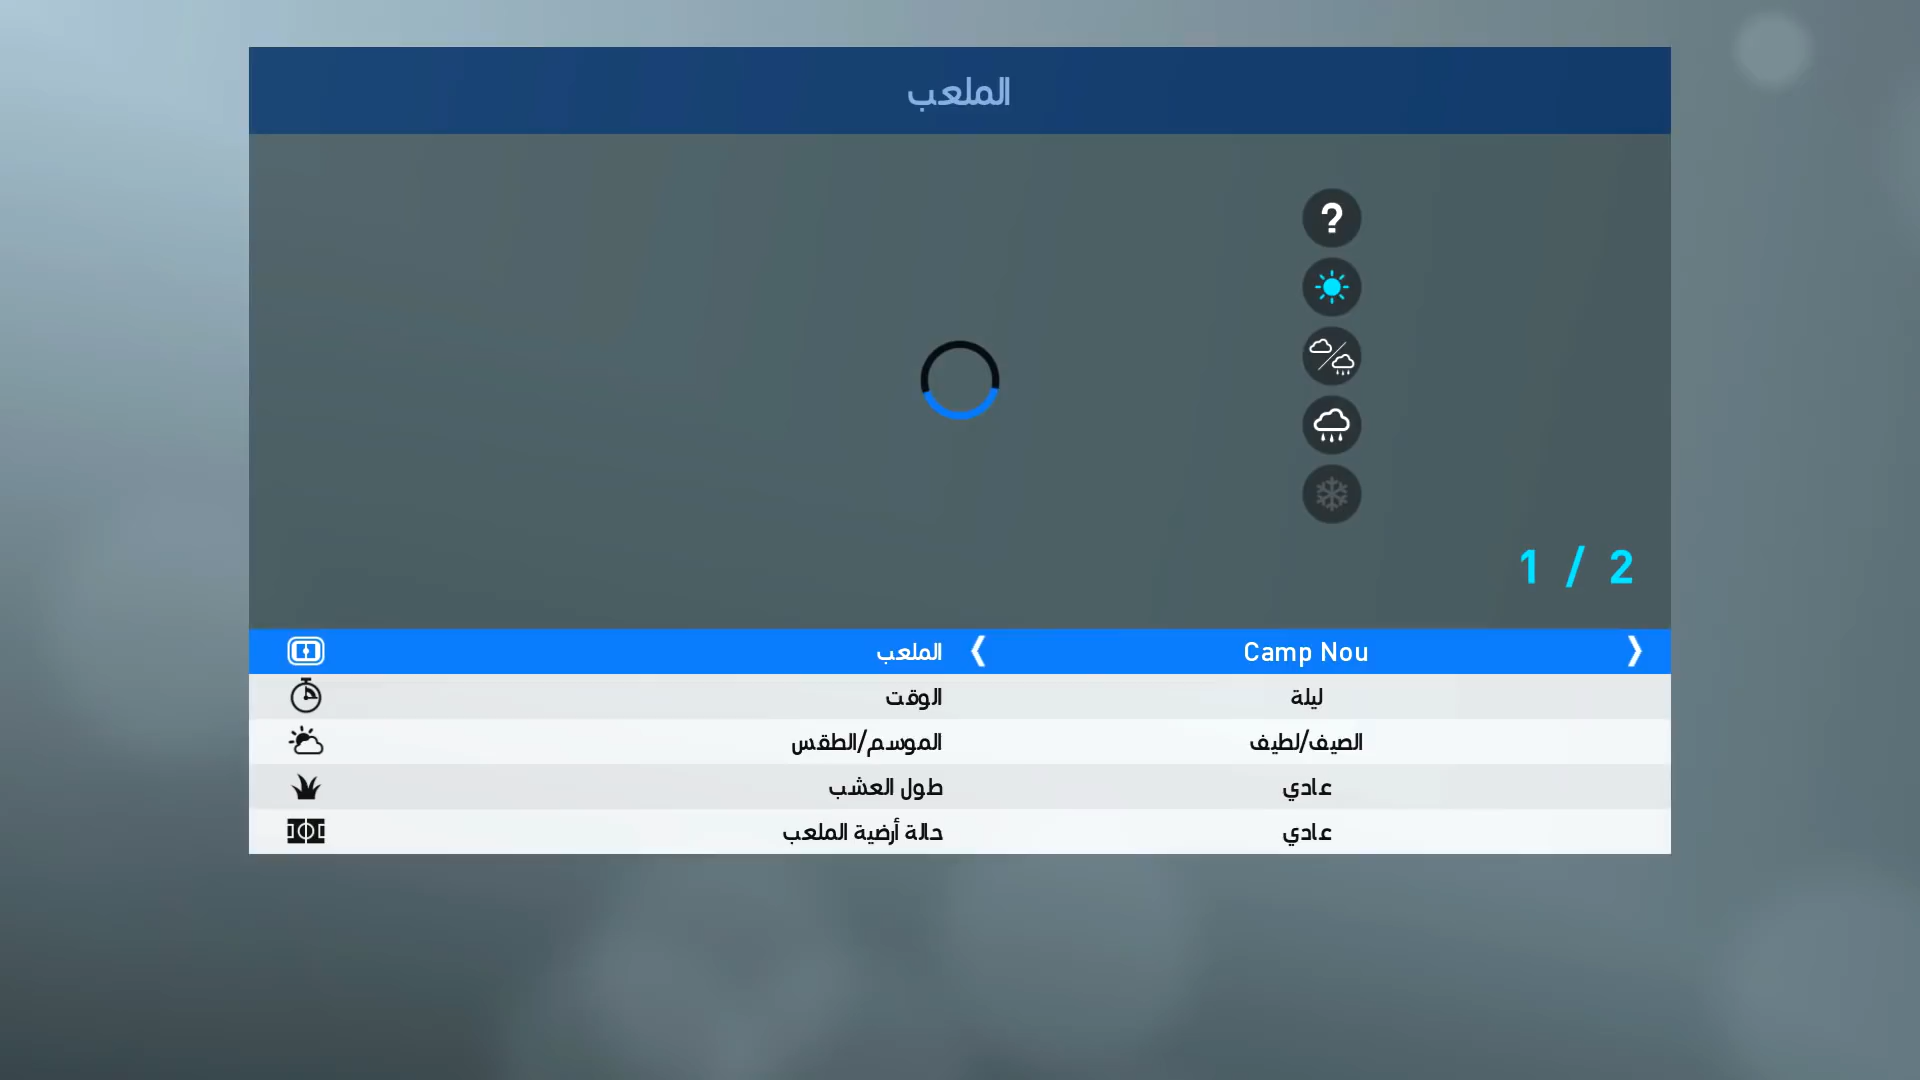 الملعب
?
1 / 2
الملعب Camp Nou
الوقت ليلة
الموسم/الطقس الصيف/لطيف
طول العشب عادي
حالة أرضية الملعب عادي